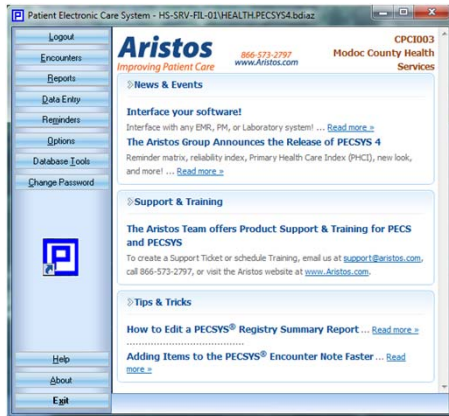 Patient Electronic Care System - HS-SRV-FIL-01\HEALTH.PECSYS4.bdiaz
Logout
Encounters
Reports
Data Entry
Reminders
Options
Database Tools
Change Password
Help
About
Exit
Aristos
Improving Patient Care
866-573-2797
www.Aristos.com
CPCI003
Modoc County Health
Services
News & Events
Interface your software!
Interface with any EMR, PM, or Laboratory system! ... Read more »
The Aristos Group Announces the Release of PECSYS 4
Reminder matrix, reliability index, Primary Health Care Index (PHCI), new look,
and more! ... Read more »
Support & Training
The Aristos Team offers Product Support & Training for PECS
and PECSYS
To create a Support Ticket or schedule Training, email us at support@aristos.com,
call 866-573-2797, or visit the Aristos website at www.Aristos.com.
Tips & Tricks
How to Edit a PECSYS® Registry Summary Report ... Read more »
Adding Items to the PECSYS® Encounter Note Faster ... Read
more »